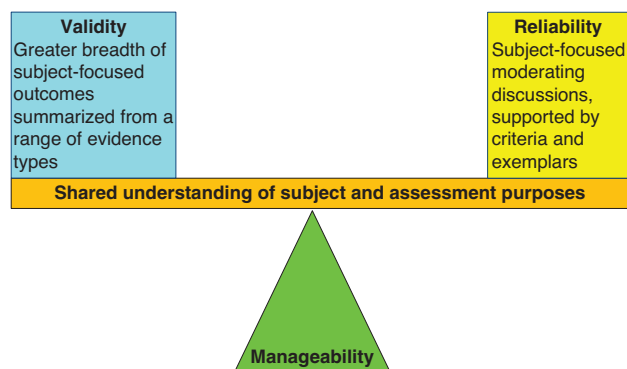 Validity
Greater breadth of
subject-focused
outcomes
summarized from a
range of evidence
types
Reliability
Subject-focused
moderating
discussions,
supported by
criteria and
exemplars
Shared understanding of subject and assessment purposes
Manageability